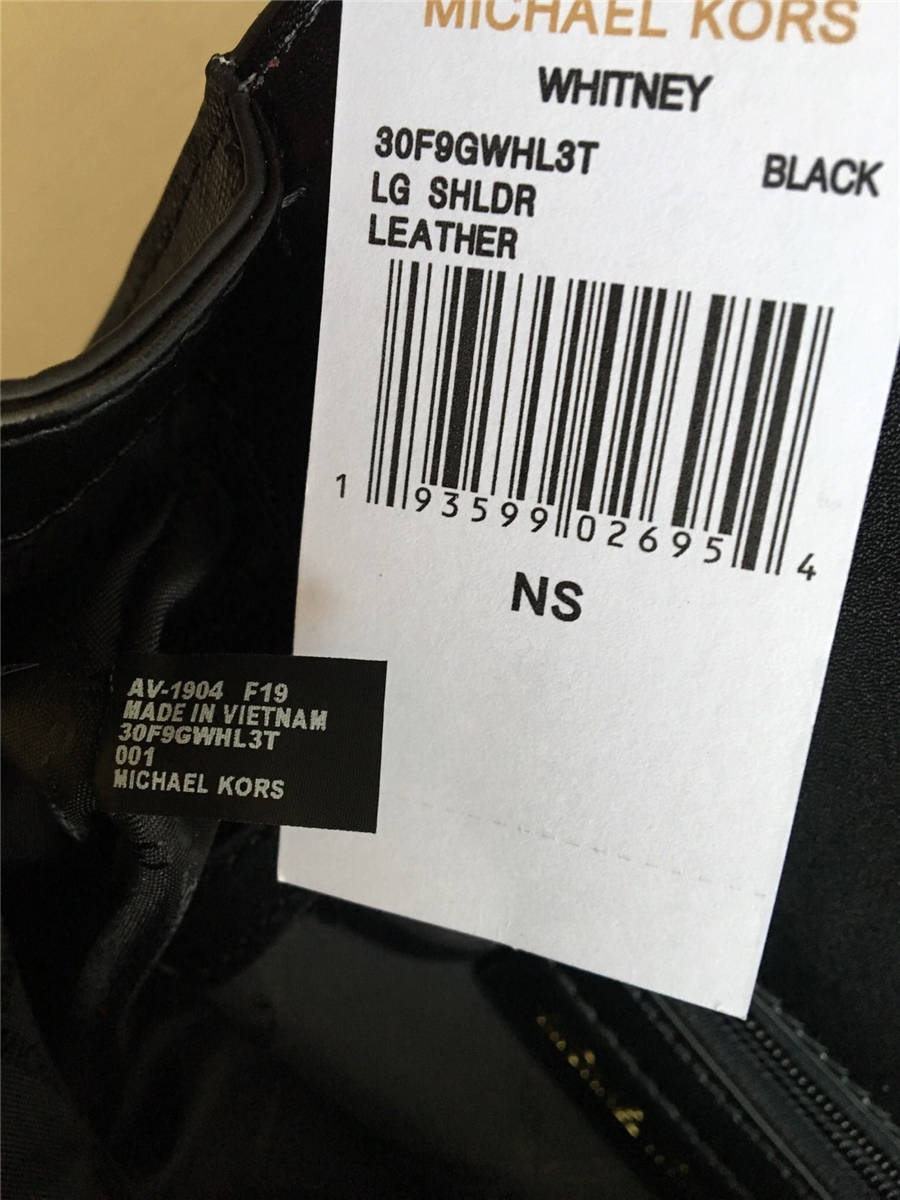 MICHAEL KORS
WHITNEY
30F9GWHL3T BLACK
LG SHLDR
LEATHER
1 93599 02695 4
NS
AV-1904 F19
MADE IN VIETNAM
30F9GWHL3T
001
MICHAEL KORS